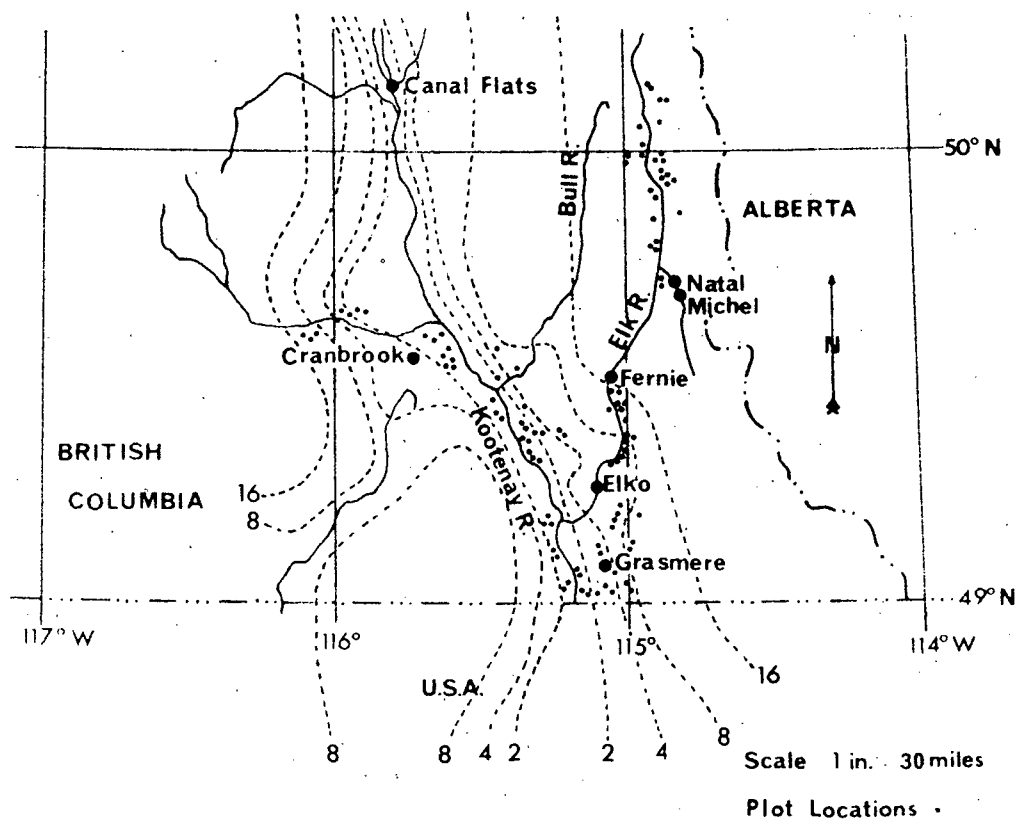 Canal Flats
50° N
Bull R.
ALBERTA
Natal
Michel
Elk R.
N
Cranbrook
Fernie
Kootenay R.
BRITISH
COLUMBIA
16
8
Elko
Grasmere
49° N
117° W
116°
115°
114° W
16
U.S.A.
8
8
4
2
2
4
8
Scale 1 in. 30 miles
Plot Locations .